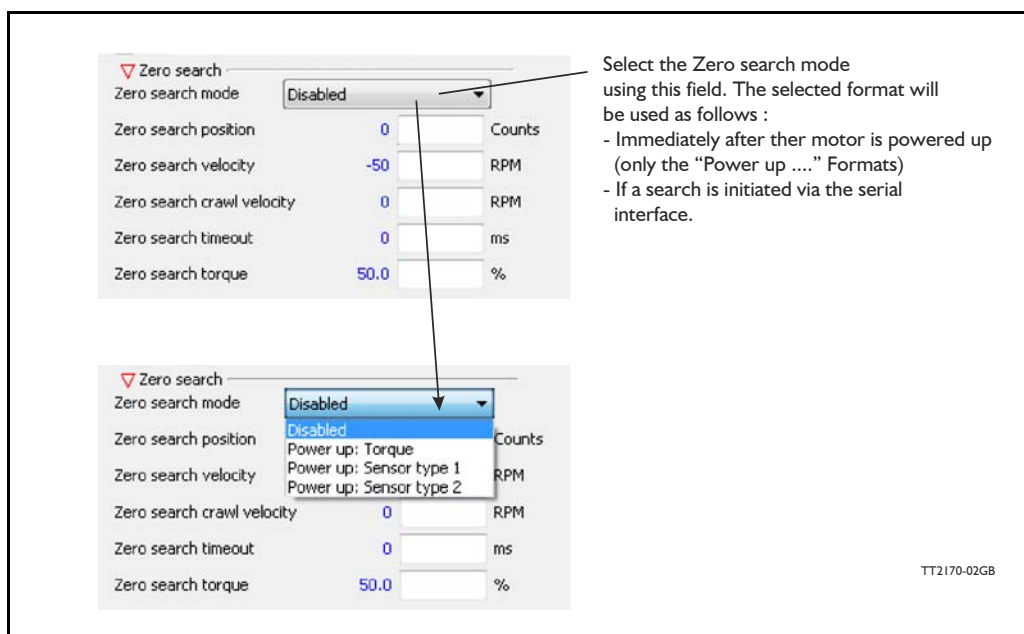 Zero search
Zero search mode Disabled
Zero search position 0 Counts
Zero search velocity -50 RPM
Zero search crawl velocity 0 RPM
Zero search timeout 0 ms
Zero search torque 50.0 %
Select the Zero search mode
using this field. The selected format will
be used as follows :
- Immediately after ther motor is powered up
(only the “Power up ....” Formats)
- If a search is initiated via the serial
interface.
Zero search
Zero search mode Disabled
Disabled
Power up: Torque
Power up: Sensor type 1
Power up: Sensor type 2
Zero search position Counts
Zero search velocity RPM
Zero search crawl velocity 0 RPM
Zero search timeout 0 ms
Zero search torque 50.0 %
TT2170-02GB